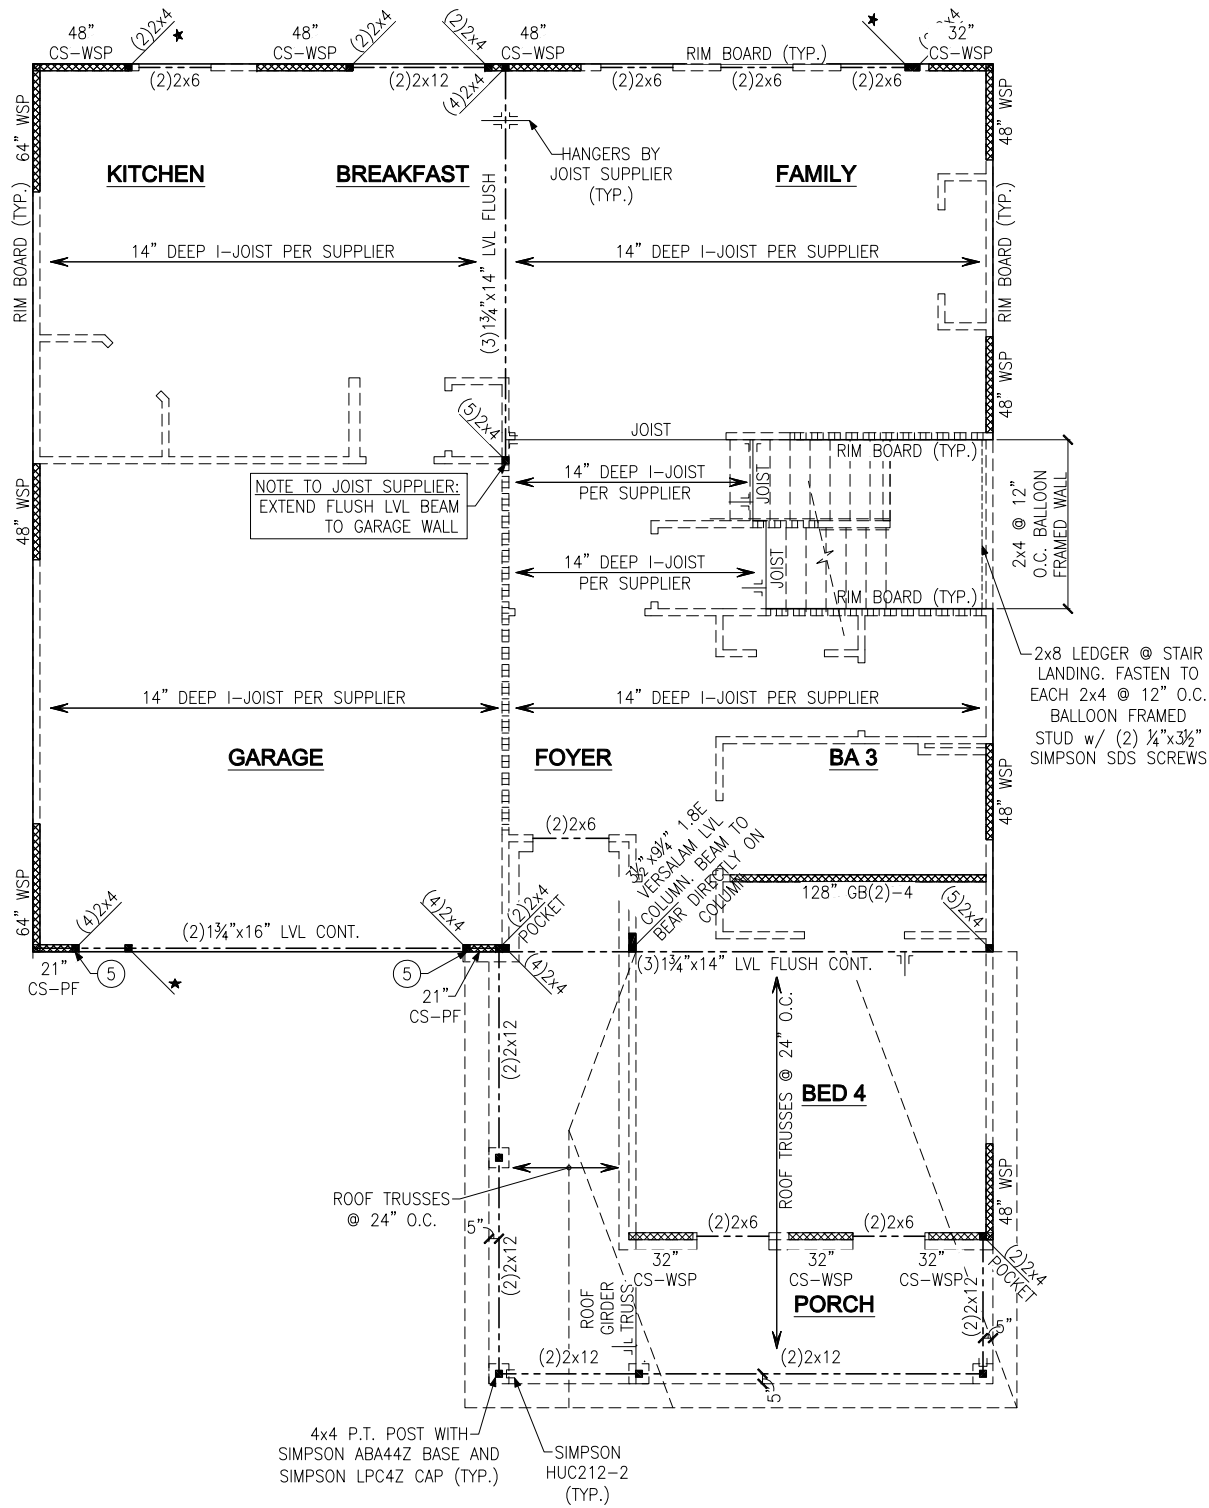 48"
CS-WSP
(2)2x4
48"
CS-WSP
(2)2x4
(2)2x4
48"
CS-WSP
RIM BOARD (TYP.)
32"
CS-WSP
(2)2x6
(2)2x12
(4)2x4
(2)2x6
(2)2x6
(2)2x6
64" WSP
48" WSP
HANGERS BY
JOIST SUPPLIER
(TYP.)
KITCHEN
BREAKFAST
FAMILY
RIM BOARD (TYP.)
RIM BOARD (TYP.)
14" DEEP I-JOIST PER SUPPLIER
14" DEEP I-JOIST PER SUPPLIER
(3)1¾"x14" LVL FLUSH
48" WSP
(5)2x4
JOIST
RIM BOARD (TYP.)
48" WSP
NOTE TO JOIST SUPPLIER:
EXTEND FLUSH LVL BEAM
TO GARAGE WALL
14" DEEP I-JOIST
PER SUPPLIER
JOIST
2x4 @ 12"
O.C. BALLOON
FRAMED WALL
14" DEEP I-JOIST
PER SUPPLIER
JOIST
RIM BOARD (TYP.)
2x8 LEDGER @ STAIR
LANDING. FASTEN TO
EACH 2x4 @ 12" O.C.
BALLOON FRAMED
STUD w/ (2) ¼"x3½"
SIMPSON SDS SCREWS
14" DEEP I-JOIST PER SUPPLIER
14" DEEP I-JOIST PER SUPPLIER
GARAGE
FOYER
BA 3
48" WSP
(2)2x6
3½"x9¼" 1.8E
VERSALAM LVL
COLUMN. BEAM TO
BEAR DIRECTLY ON
COLUMN
128" GB(2)-4
64" WSP
(4)2x4
(2)1¾"x16" LVL CONT.
(4)2x4
(2)2x4
POCKET
(5)2x4
21"
CS-PF
5
5
21"
CS-PF
(4)2x4
(3)1¾"x14" LVL FLUSH CONT.
(2)2x12
ROOF TRUSSES @ 24" O.C.
BED 4
ROOF TRUSSES
@ 24" O.C.
48" WSP
5"
(2)2x12
(2)2x6
(2)2x6
32"
CS-WSP
32"
CS-WSP
32"
CS-WSP
(2)2x4
POCKET
ROOF
GIRDER
TRUSS
PORCH
(2)2x12
5"
(2)2x12
(2)2x12
5"
4x4 P.T. POST WITH
SIMPSON ABA44Z BASE AND
SIMPSON LPC4Z CAP (TYP.)
SIMPSON
HUC212-2
(TYP.)